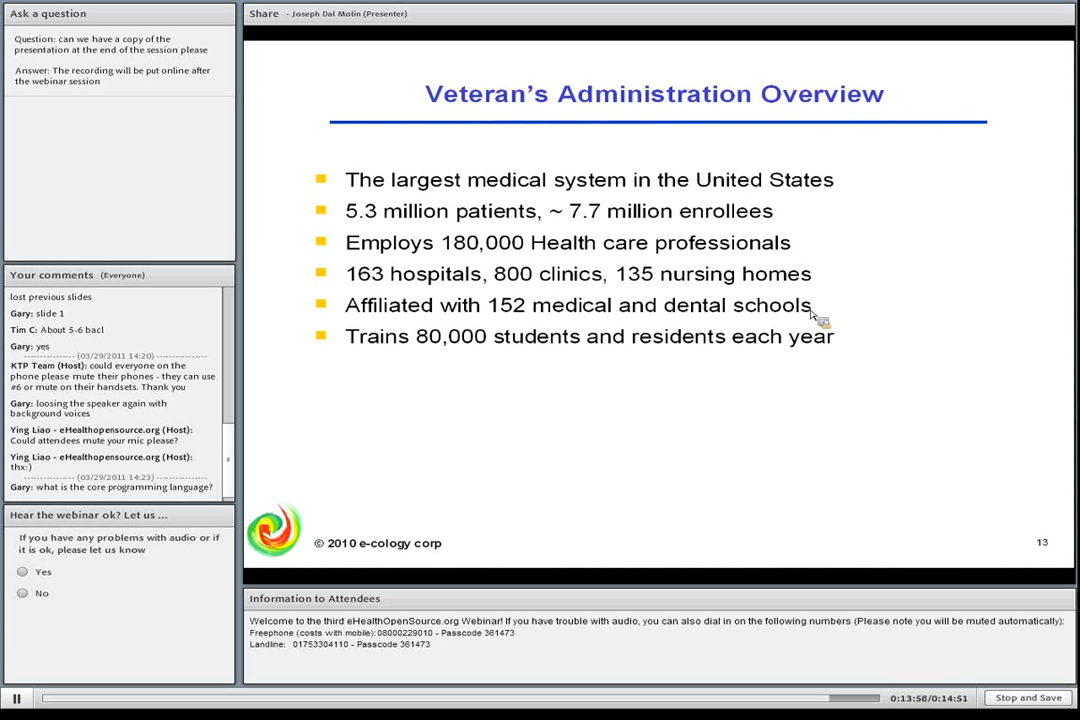 Ask a question
Question: can we have a copy of the
presentation at the end of the session please
Answer: The recording will be put online after
the webinar session
Your comments (Everyone)
lost previous slides
Gary: slide 1
Tim C: About 5-6 bacl
Gary: yes
---------------- (03/29/2011 14:20) ----------------
KTP Team (Host): could everyone on the
phone please mute their phones - they can use
#6 or mute on their handsets. Thank you
Gary: loosing the speaker again with
background voices
Ying Liao - eHealthopensource.org (Host):
Could attendees mute your mic please?
Ying Liao - eHealthopensource.org (Host):
thx:)
---------------- (03/29/2011 14:23) ----------------
Gary: what is the core programming language?
Hear the webinar ok? Let us ...
If you have any problems with audio or if
it is ok, please let us know
Yes
No
Share - Joseph Dal Molin (Presenter)
Veteran's Administration Overview
The largest medical system in the United States
5.3 million patients, ~ 7.7 million enrollees
Employs 180,000 Health care professionals
163 hospitals, 800 clinics, 135 nursing homes
Affiliated with 152 medical and dental schools
Trains 80,000 students and residents each year
© 2010 e-cology corp
13
Information to Attendees
Welcome to the third eHealthOpenSource.org Webinar! If you have trouble with audio, you can also dial in on the following numbers (Please note you will be muted automatically):
Freephone (costs with mobile):08000229010 - Passcode 361473
Landline: 01753304110 - Passcode 361473
0:13:58/0:14:51
Stop and Save